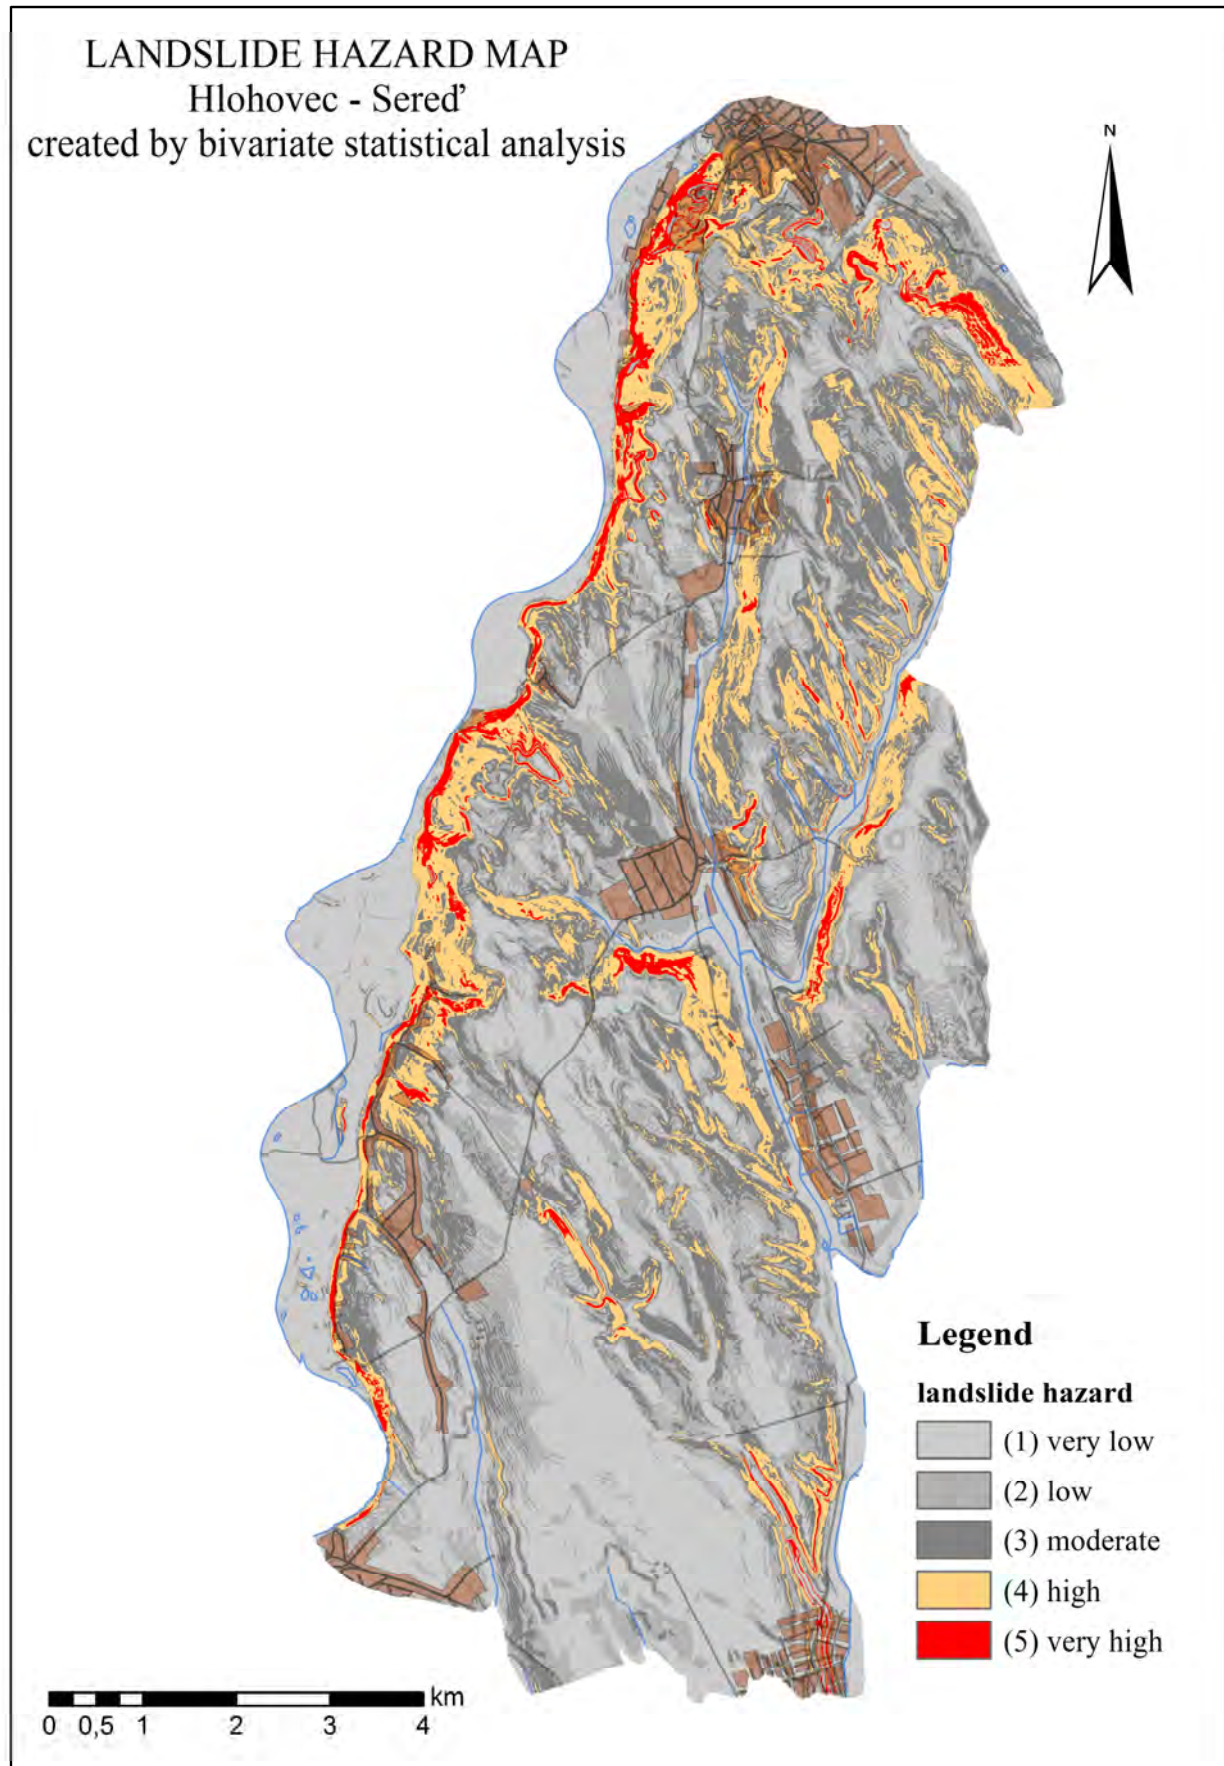 LANDSLIDE HAZARD MAP
Hlohovec - Sereď
created by bivariate statistical analysis
N
Legend
landslide hazard
(1) very low
(2) low
(3) moderate
(4) high
(5) very high
km
0 0,5 1 2 3 4